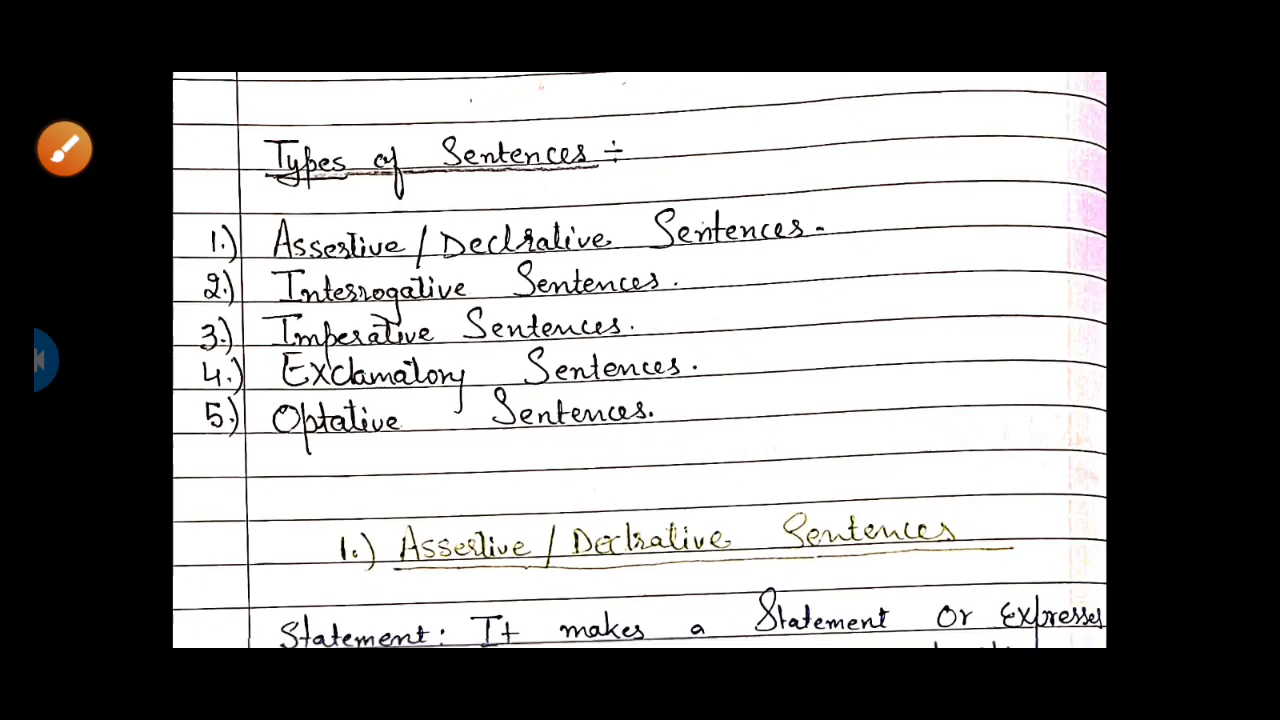 Types of Sentences ÷
1.) Assertive / Declrative Sentences.
2.) Interrogative Sentences.
3.) Imperative Sentences.
4.) Exclamatory Sentences.
5.) Optative Sentences.
1.) Assertive / Declrative Sentences
Statement: It makes a Statement Or Expresses